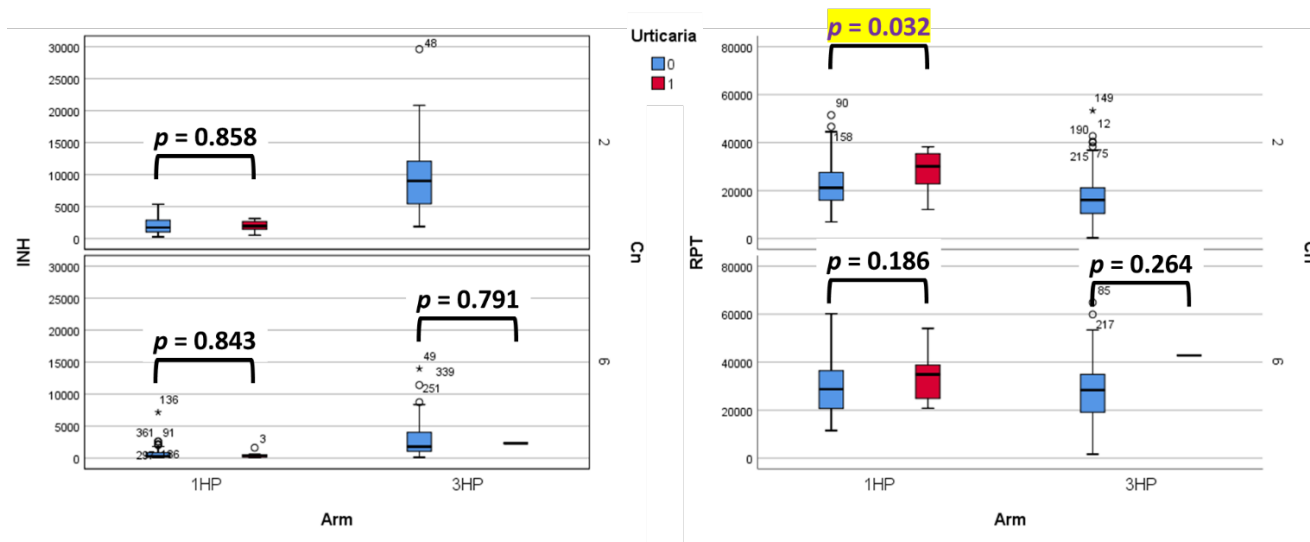 p = 0.032
Urticaria
0
1
30000
25000
20000
15000
10000
5000
0
48
p = 0.858
2
30000
25000
20000
15000
10000
5000
0
p = 0.843
p = 0.791
136
361 91
3
49
339
251
6
INH
Cn
1HP
3HP
Arm
80000
60000
40000
20000
0
90
158
149
12
190
215 75
2
80000
60000
40000
20000
0
p = 0.186
p = 0.264
85
217
6
RPT
Cn
1HP
3HP
Arm